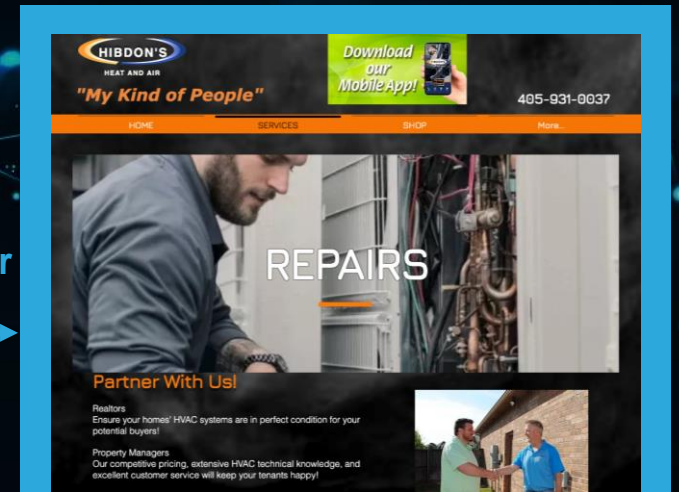 HIBDON'S
HEAT AND AIR
"My Kind of People"
Download
our
Mobile App!
405-931-0037
HOME
SERVICES
SHOP
More...
REPAIRS
Partner With Us!
Realtors
Ensure your homes' HVAC systems are in perfect condition for your
potential buyers!
Property Managers
Our competitive pricing, extensive HVAC technical knowledge, and
excellent customer service will keep your tenants happy!